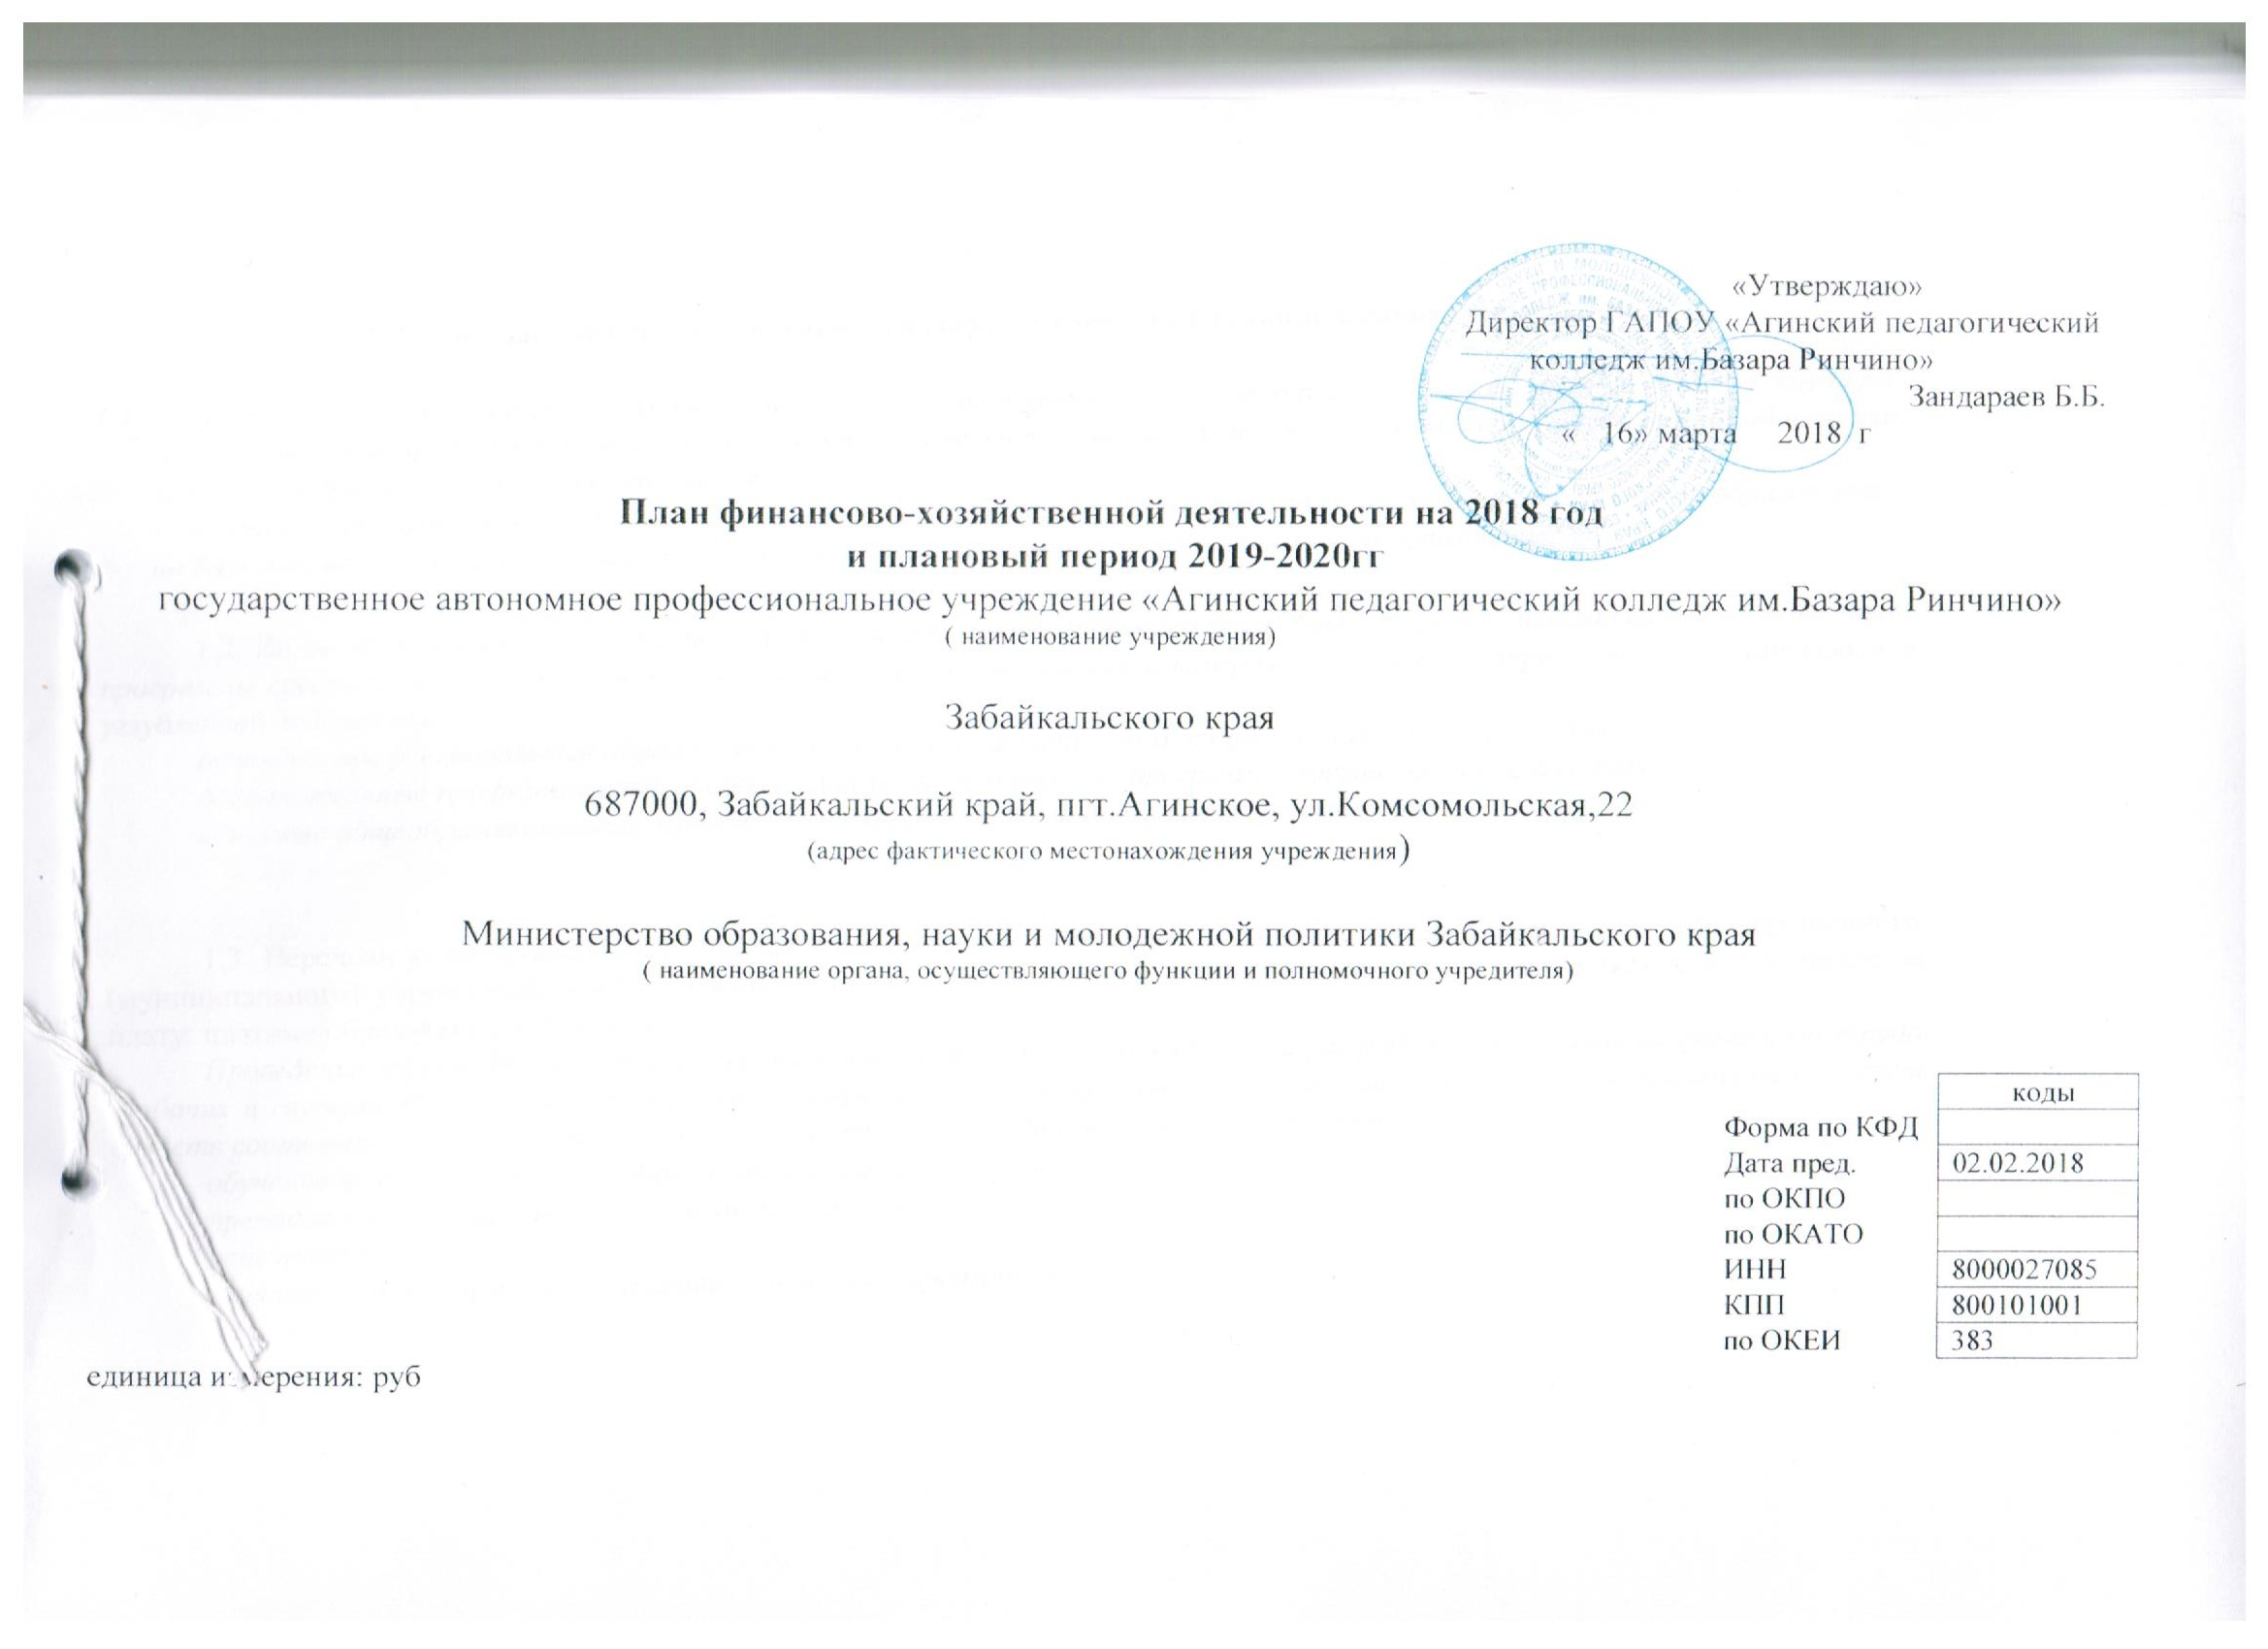 «Утверждаю»
Директор ГАПОУ «Агинский педагогический
колледж им.Базара Ринчино»
Зандараев Б.Б.
« 16» марта 2018 г
План финансово-хозяйственной деятельности на 2018 год
и плановый период 2019-2020гг
государственное автономное профессиональное учреждение «Агинский педагогический колледж им.Базара Ринчино»
( наименование учреждения)
Забайкальского края
687000, Забайкальский край, пгт.Агинское, ул.Комсомольская,22
(адрес фактического местонахождения учреждения)
Министерство образования, науки и молодежной политики Забайкальского края
( наименование органа, осуществляющего функции и полномочного учредителя)
коды
Форма по КФД
Дата пред. 02.02.2018
по ОКПО
по ОКАТО
ИНН 8000027085
КПП 800101001
по ОКЕИ 383
единица измерения: руб